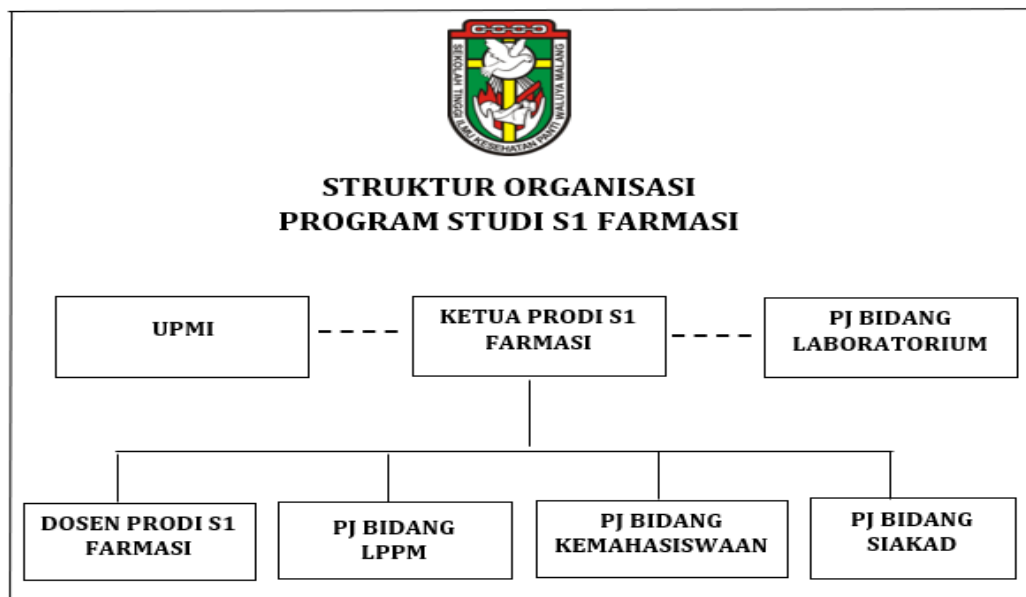 SEKOLAH TINGGI ILMU KESEHATAN PANTI WALUYA MALANG
STRUKTUR ORGANISASI
PROGRAM STUDI S1 FARMASI
UPMI
KETUA PRODI S1
FARMASI
PJ BIDANG
LABORATORIUM
DOSEN PRODI S1
FARMASI
PJ BIDANG
LPPM
PJ BIDANG
KEMAHASISWAAN
PJ BIDANG
SIAKAD